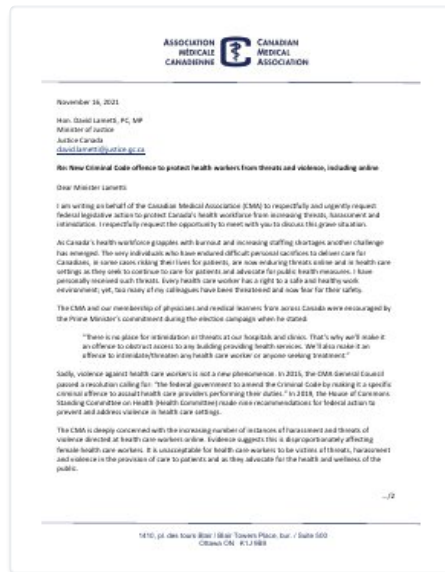 ASSOCIATION MÉDICALE CANADIENNE
CANADIAN MEDICAL ASSOCIATION
November 16, 2021
Hon. David Lametti, PC, MP
Minister of Justice
Justice Canada
david.lametti@justice.gc.ca
Re: New Criminal Code offence to protect health workers from threats and violence, including online
Dear Minister Lametti
I am writing on behalf of the Canadian Medical Association (CMA) to respectfully and urgently request
federal legislative action to protect Canada's health workforce from increasing threats, harassment and
intimidation. I respectfully request the opportunity to meet with you to discuss this grave situation.
As Canada's health workforce grapples with burnout and increasing staffing shortages another challenge
has emerged. The very individuals who have endured difficult personal sacrifices to deliver care for
Canadians, in some cases risking their lives for patients, are now enduring threats online and in health care
settings as they seek to continue to care for patients and advocate for public health measures. I have
personally received such threats. Every health care worker has a right to a safe and healthy work
environment; yet, too many of my colleagues have been threatened and now fear for their safety.
The CMA and our membership of physicians and medical learners from across Canada were encouraged by
the Prime Minister's commitment during the election campaign when he stated:
"There is no place for intimidation or threats at our hospitals and clinics. That's why we'll make it
an offence to obstruct access to any building providing health services. We'll also make it an
offence to intimidate/threaten any health care worker or anyone seeking treatment"
Sadly, violence against health care workers is not a new phenomenon. In 2015, the CMA General Council
passed a resolution calling for: "the federal government to amend the Criminal Code by making it a specific
criminal offence to assault health care providers performing their duties." In 2019, the House of Commons
Standing Committee on Health (Health Committee) made nine recommendations for federal action to
prevent and address violence in health care settings.
The CMA is deeply concerned with the increasing number of instances of harassment and threats of
violence directed at health care workers online. Evidence suggests this is disproportionately affecting
female health care workers. It is unacceptable for health care workers to be victims of threats, harassment
and violence in the provision of care to patients and as they advocate for the health and wellness of the
public.
.../2
1410, pl. des tours Blair / Blair Towers Place, bur. / Suite 500
Ottawa ON K1J 9B9